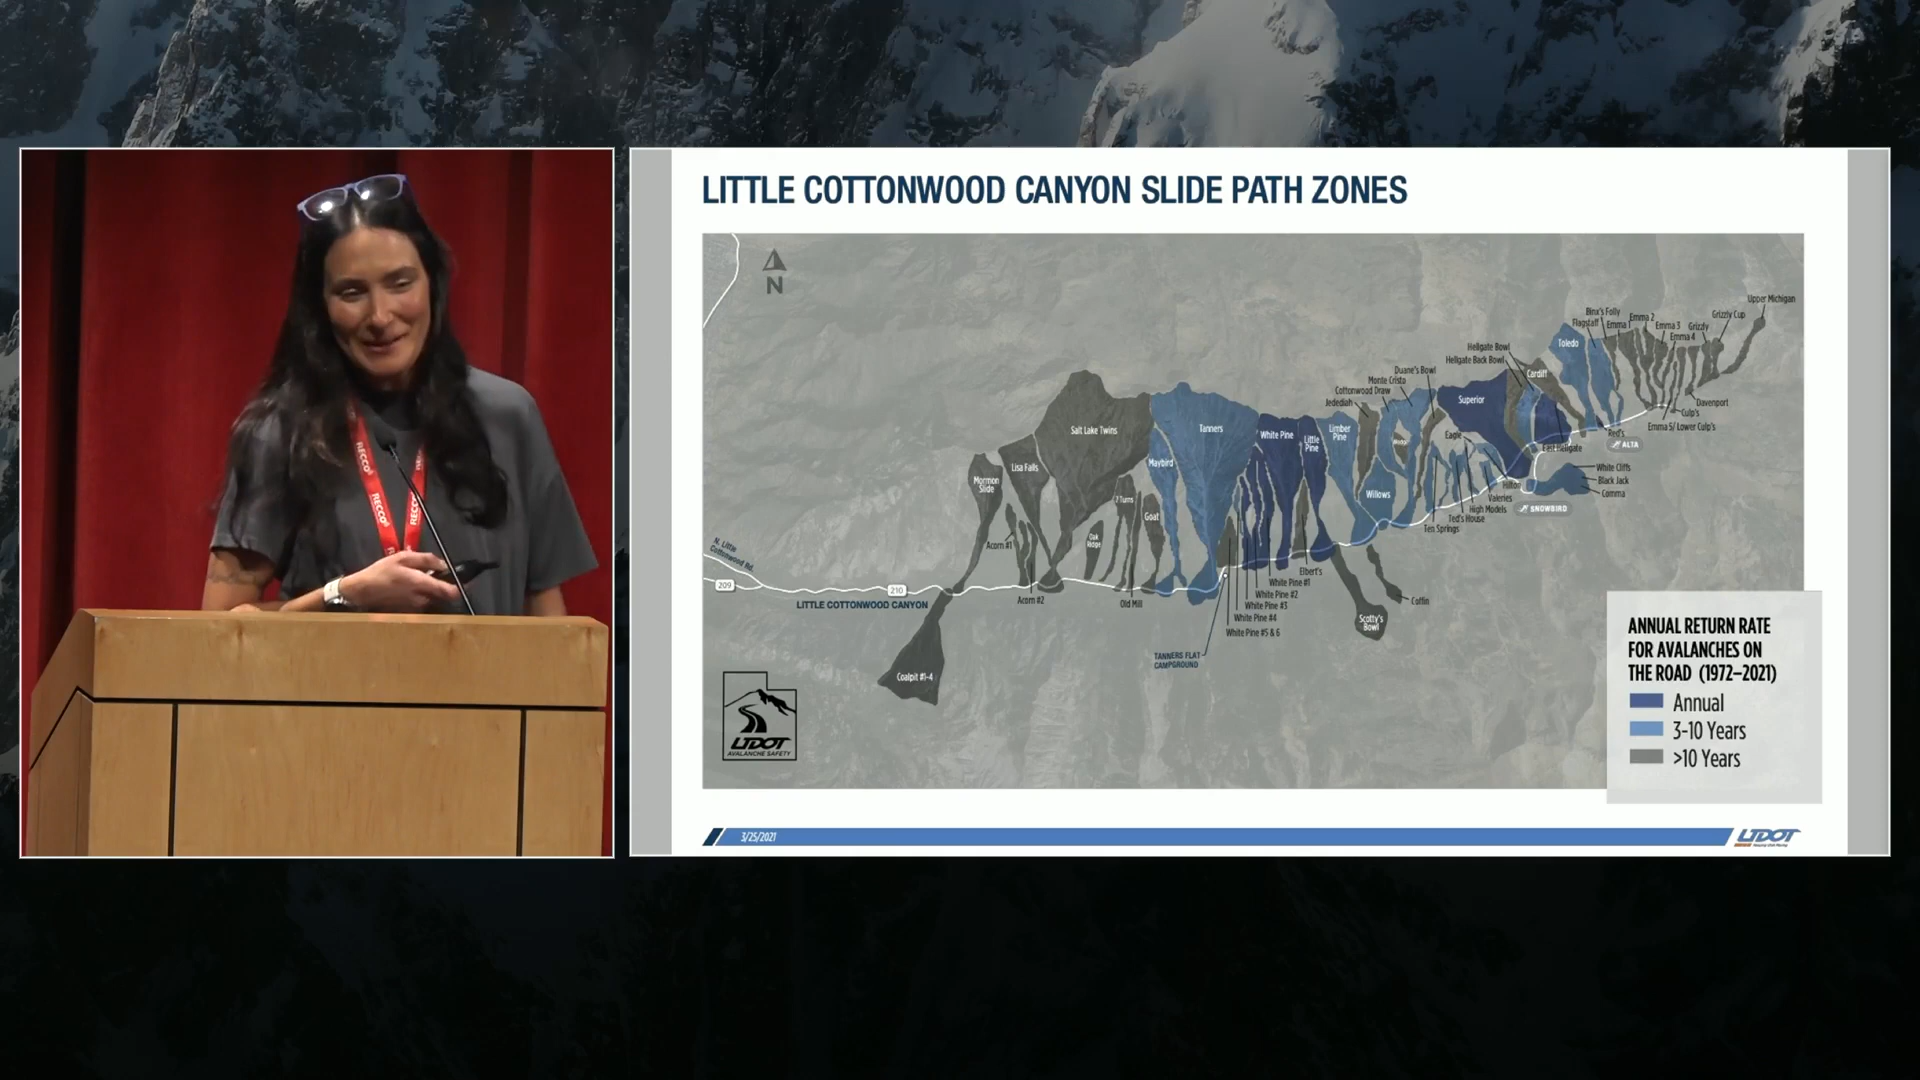 RECCO
RECCO
LITTLE COTTONWOOD CANYON SLIDE PATH ZONES
N
Upper Michigan
Grizzly Cup
Binx's Folly
Emma 2
Flagstaff
Emma 1
Emma 3
Grizzly
Emma 4
Toledo
Hellgate Bowl
Hellgate Back Bowl
Cardiff
Duane's Bowl
Monte Cristo
Cottonwood Draw
Jedediah
Superior
Davenport
Culp's
Emma 5/ Lower Culp's
Red's
ALTA
East Hellgate
Salt Lake Twins
Tanners
White Pine
Little Pine
Limber Pine
Eagle
Maybird
Lisa Falls
Mormon Slide
White Cliffs
Black Jack
Comma
Hilton
Valeries
High Models
SNOWBIRD
Ted's House
Ten Springs
Willows
7 Turns
Goat
Oak Ridge
Acorn #1
N. Little Cottonwood Rd.
209
210
LITTLE COTTONWOOD CANYON
Acorn #2
Old Mill
Elbert's
White Pine #1
White Pine #2
White Pine #3
White Pine #4
White Pine #5 & 6
Coffin
Scotty's Bowl
TANNERS FLAT
CAMPGROUND
Coalpit #1-4
UDOT
AVALANCHE SAFETY
ANNUAL RETURN RATE
FOR AVALANCHES ON
THE ROAD (1972–2021)
Annual
3-10 Years
>10 Years
3/25/2021
UDOT
Keeping Utah Moving